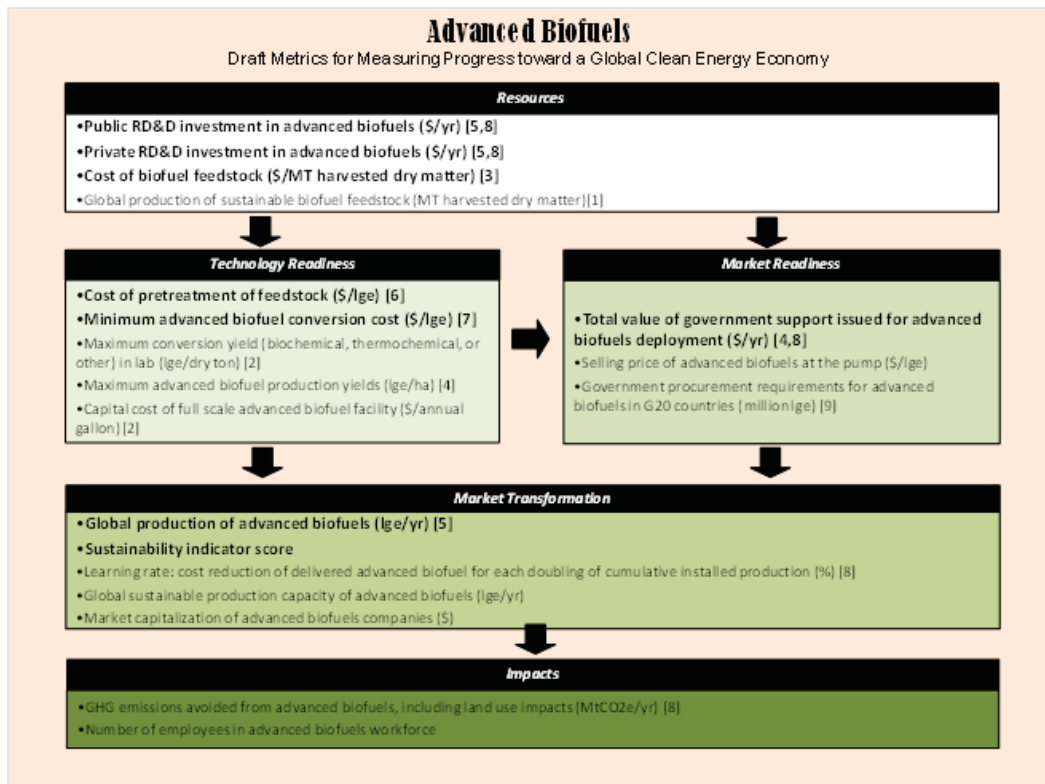 Advanced Biofuels
Draft Metrics for Measuring Progress toward a Global Clean Energy Economy
Resources
•Public RD&D investment in advanced biofuels ($/yr) [5,8]
•Private RD&D investment in advanced biofuels ($/yr) [5,8]
•Cost of biofuel feedstock ($/MT harvested dry matter) [3]
•Global production of sustainable biofuel feedstock (MT harvested dry matter)[1]
Technology Readiness
•Cost of pretreatment of feedstock ($/lge) [6]
•Minimum advanced biofuel conversion cost ($/lge) [7]
•Maximum conversion yield (biochemical, thermochemical, or
other) in lab (lge/dry ton) [2]
•Maximum advanced biofuel production yields (lge/ha) [4]
•Capital cost of full scale advanced biofuel facility ($/annual
gallon) [2]
Market Readiness
•Total value of government support issued for advanced
biofuels deployment ($/yr) [4,8]
•Selling price of advanced biofuels at the pump ($/lge)
•Government procurement requirements for advanced
biofuels in G20 countries (million lge) [9]
Market Transformation
•Global production of advanced biofuels (lge/yr) [5]
•Sustainability indicator score
•Learning rate: cost reduction of delivered advanced biofuel for each doubling of cumulative installed production (%) [8]
•Global sustainable production capacity of advanced biofuels (lge/yr)
•Market capitalization of advanced biofuels companies ($)
Impacts
•GHG emissions avoided from advanced biofuels, including land use impacts (MtCO2e/yr) [8]
•Number of employees in advanced biofuels workforce